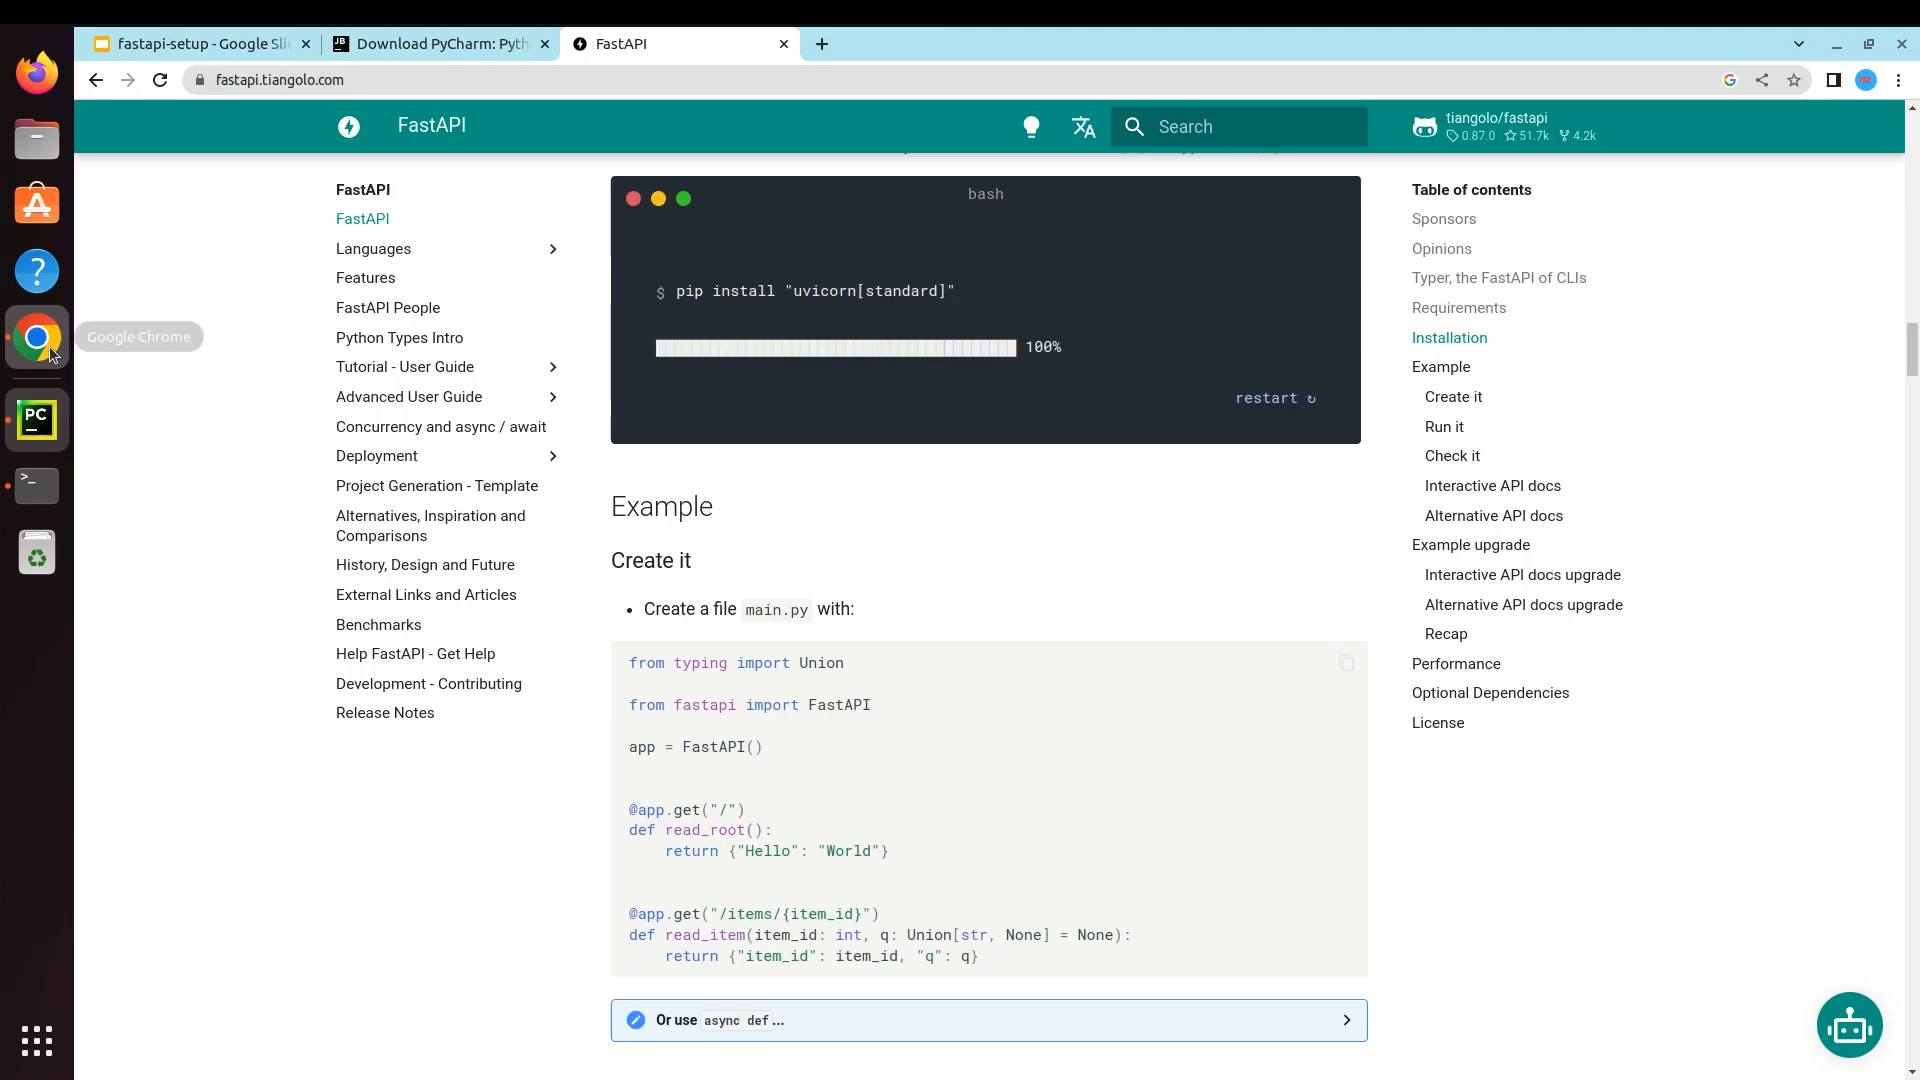 fastapi-setup - Google Sli
Download PyCharm: Pyth
FastAPI
fastapi.tiangolo.com
FastAPI
Search
tiangolo/fastapi
0.87.0 51.7k 4.2k
Google Chrome
PC
FastAPI
FastAPI
Languages
Features
FastAPI People
Python Types Intro
Tutorial - User Guide
Advanced User Guide
Concurrency and async / await
Deployment
Project Generation - Template
Alternatives, Inspiration and
Comparisons
History, Design and Future
External Links and Articles
Benchmarks
Help FastAPI - Get Help
Development - Contributing
Release Notes
bash
$ pip install "uvicorn[standard]"
100%
restart ↻
Example
Create it
• Create a file main.py with:
from typing import Union
from fastapi import FastAPI
app = FastAPI()
@app.get("/")
def read_root():
    return {"Hello": "World"}
@app.get("/items/{item_id}")
def read_item(item_id: int, q: Union[str, None] = None):
    return {"item_id": item_id, "q": q}
Or use async def...
Table of contents
Sponsors
Opinions
Typer, the FastAPI of CLIs
Requirements
Installation
Example
Create it
Run it
Check it
Interactive API docs
Alternative API docs
Example upgrade
Interactive API docs upgrade
Alternative API docs upgrade
Recap
Performance
Optional Dependencies
License